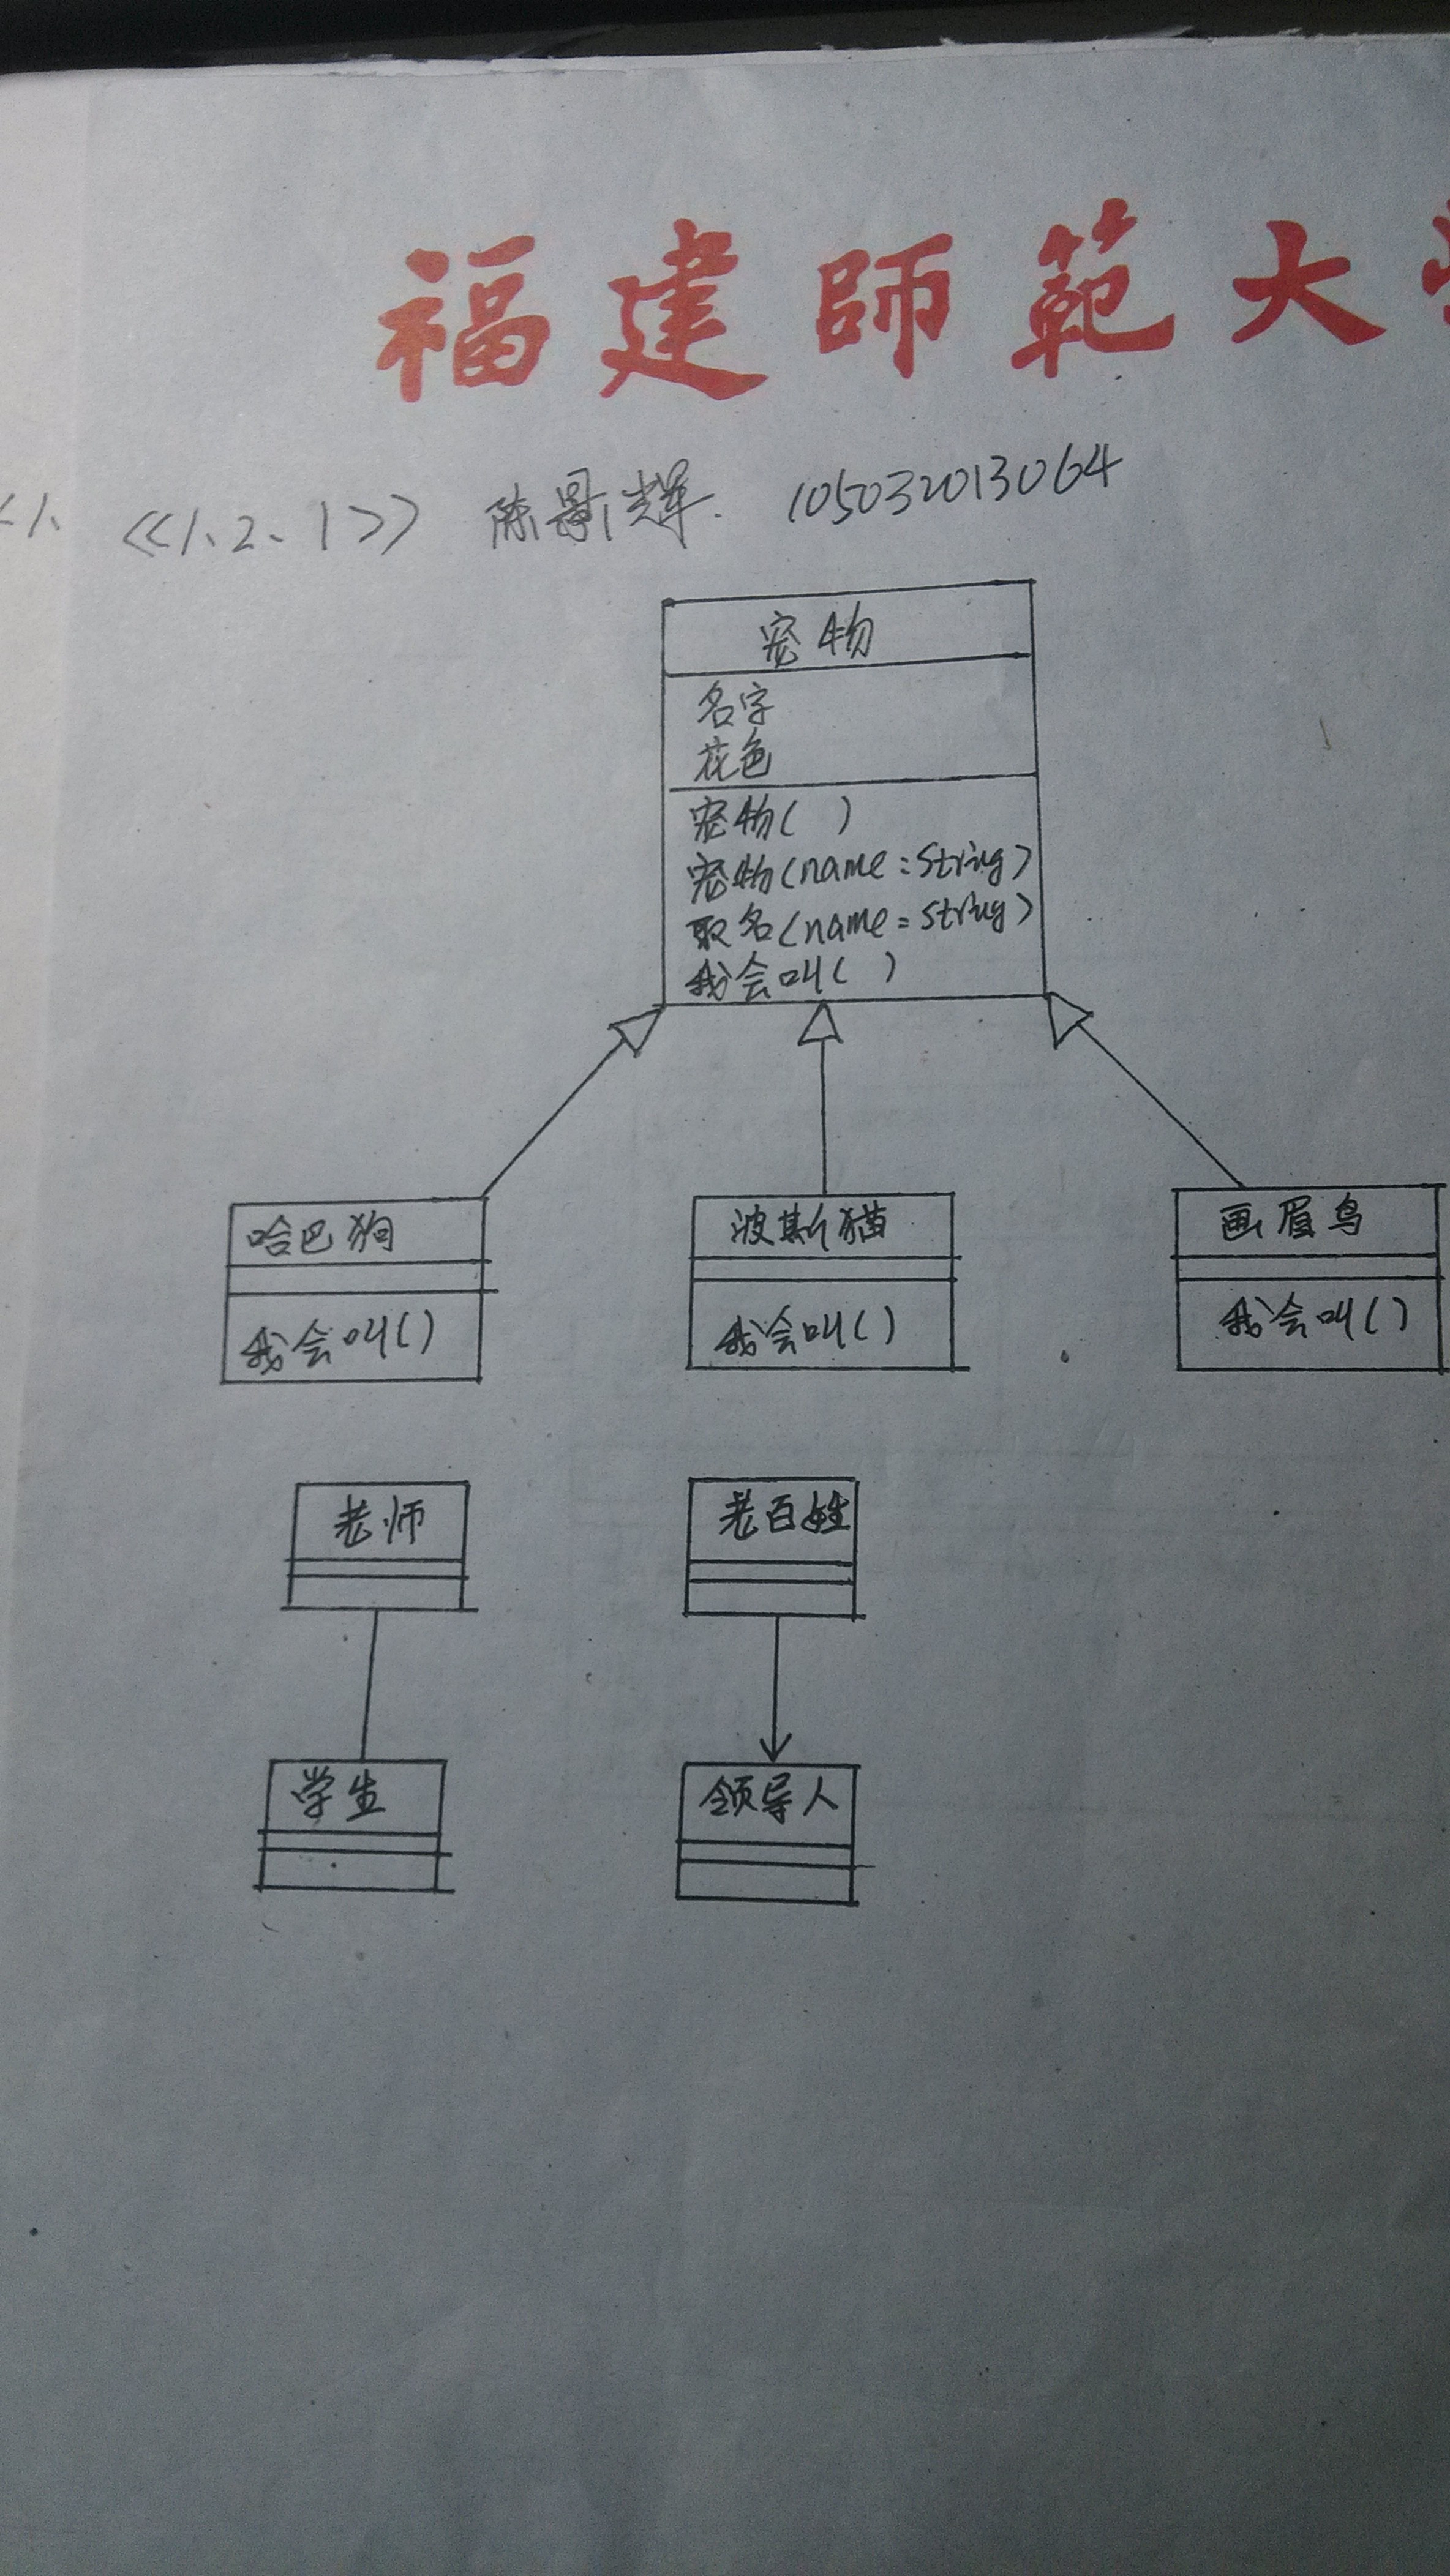 福建師範大
<1、 <<1、2、1>> 陈景辉. 105032013064
宠物
名字
花色
宠物( )
宠物(name:string)
取名(name:string)
我会叫( )
哈巴狗 波斯猫 画眉鸟
我会叫() 我会叫() 我会叫()
老师 老百姓
学生 领导人